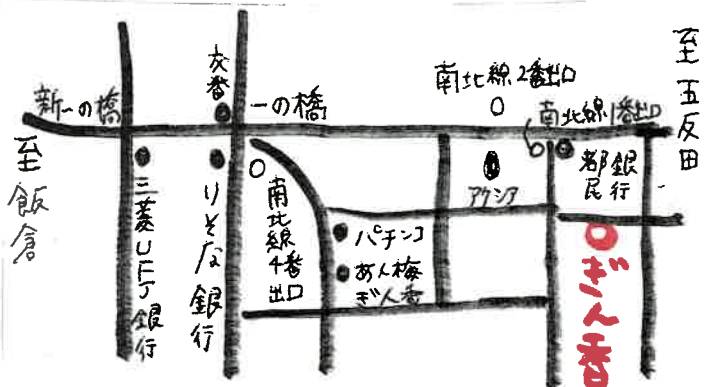 至五反田
南北線2番出口
南北線1番出口
交番
一の橋
新一の橋
至飯倉
三菱UFJ銀行
りそな銀行
南北線4番出口
パチンコ
あん梅
ぎん香
アケシア
都民銀行
ぎん香